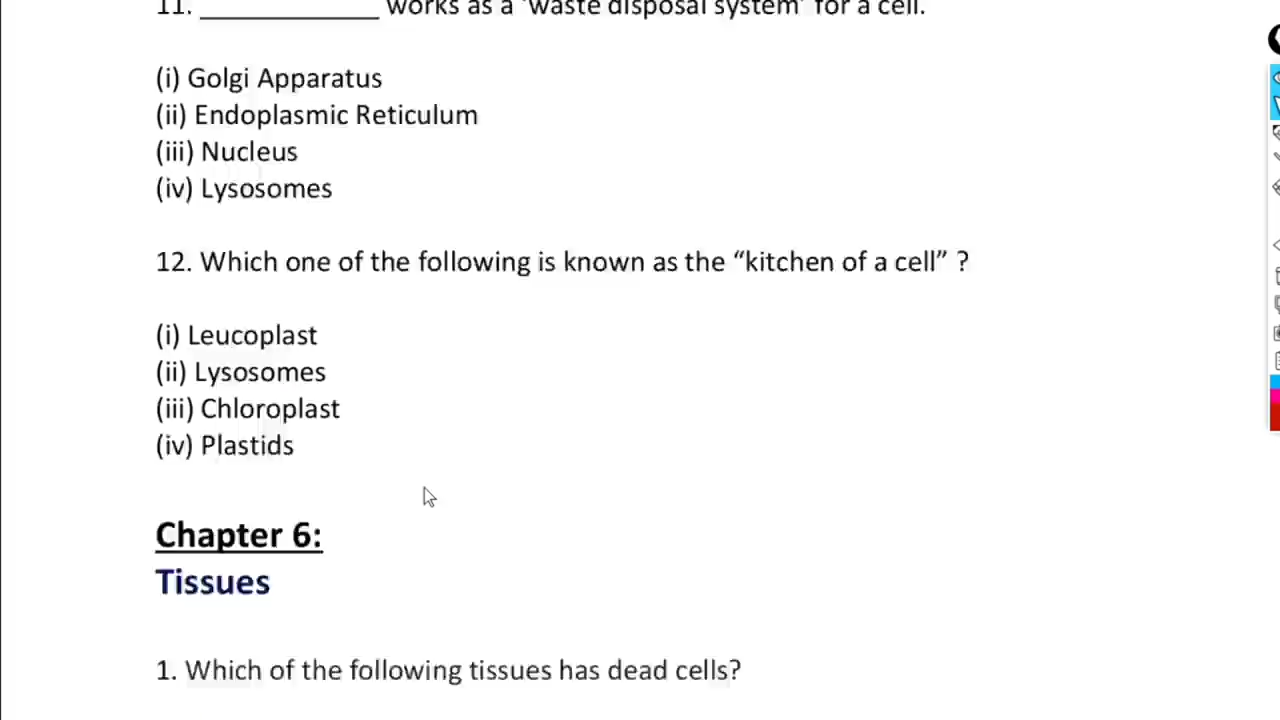 11. _____________ works as a ‘waste disposal system’ for a cell.
(i) Golgi Apparatus
(ii) Endoplasmic Reticulum
(iii) Nucleus
(iv) Lysosomes
12. Which one of the following is known as the “kitchen of a cell” ?
(i) Leucoplast
(ii) Lysosomes
(iii) Chloroplast
(iv) Plastids
Chapter 6:
Tissues
1. Which of the following tissues has dead cells?